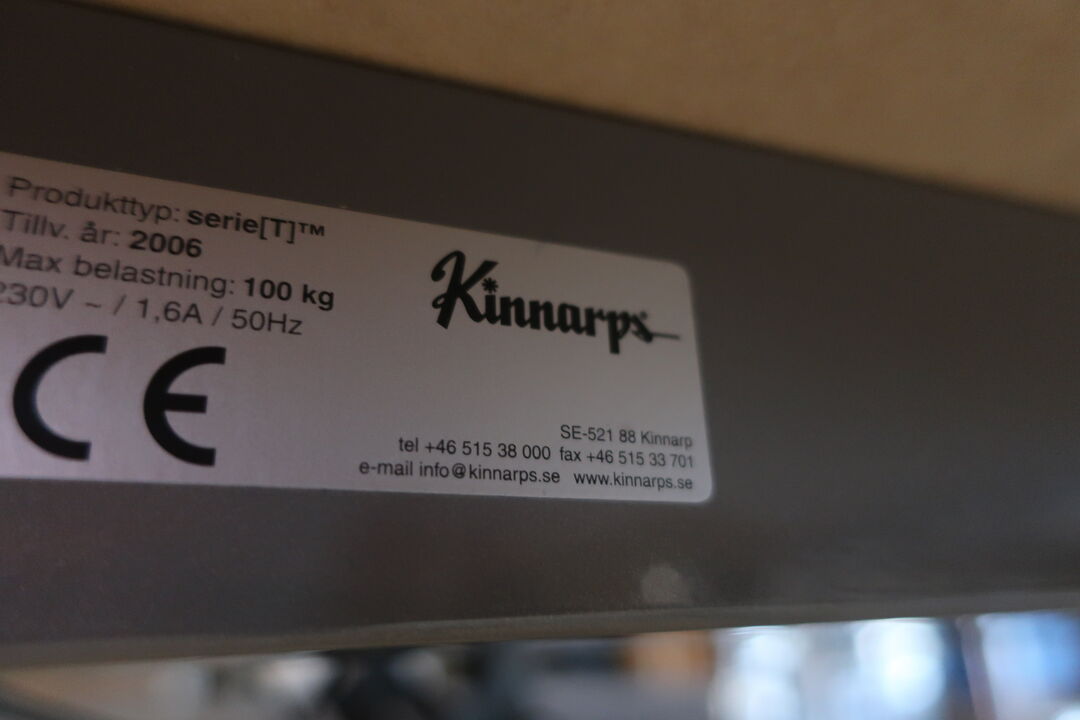 Produkttyp: serie[T]™
Tillv. år: 2006
Max belastning: 100 kg
230V ~ / 1,6A / 50Hz
CE
Kinnarps
SE-521 88 Kinnarp
tel +46 515 38 000 fax +46 515 33 701
e-mail info@kinnarps.se www.kinnarps.se